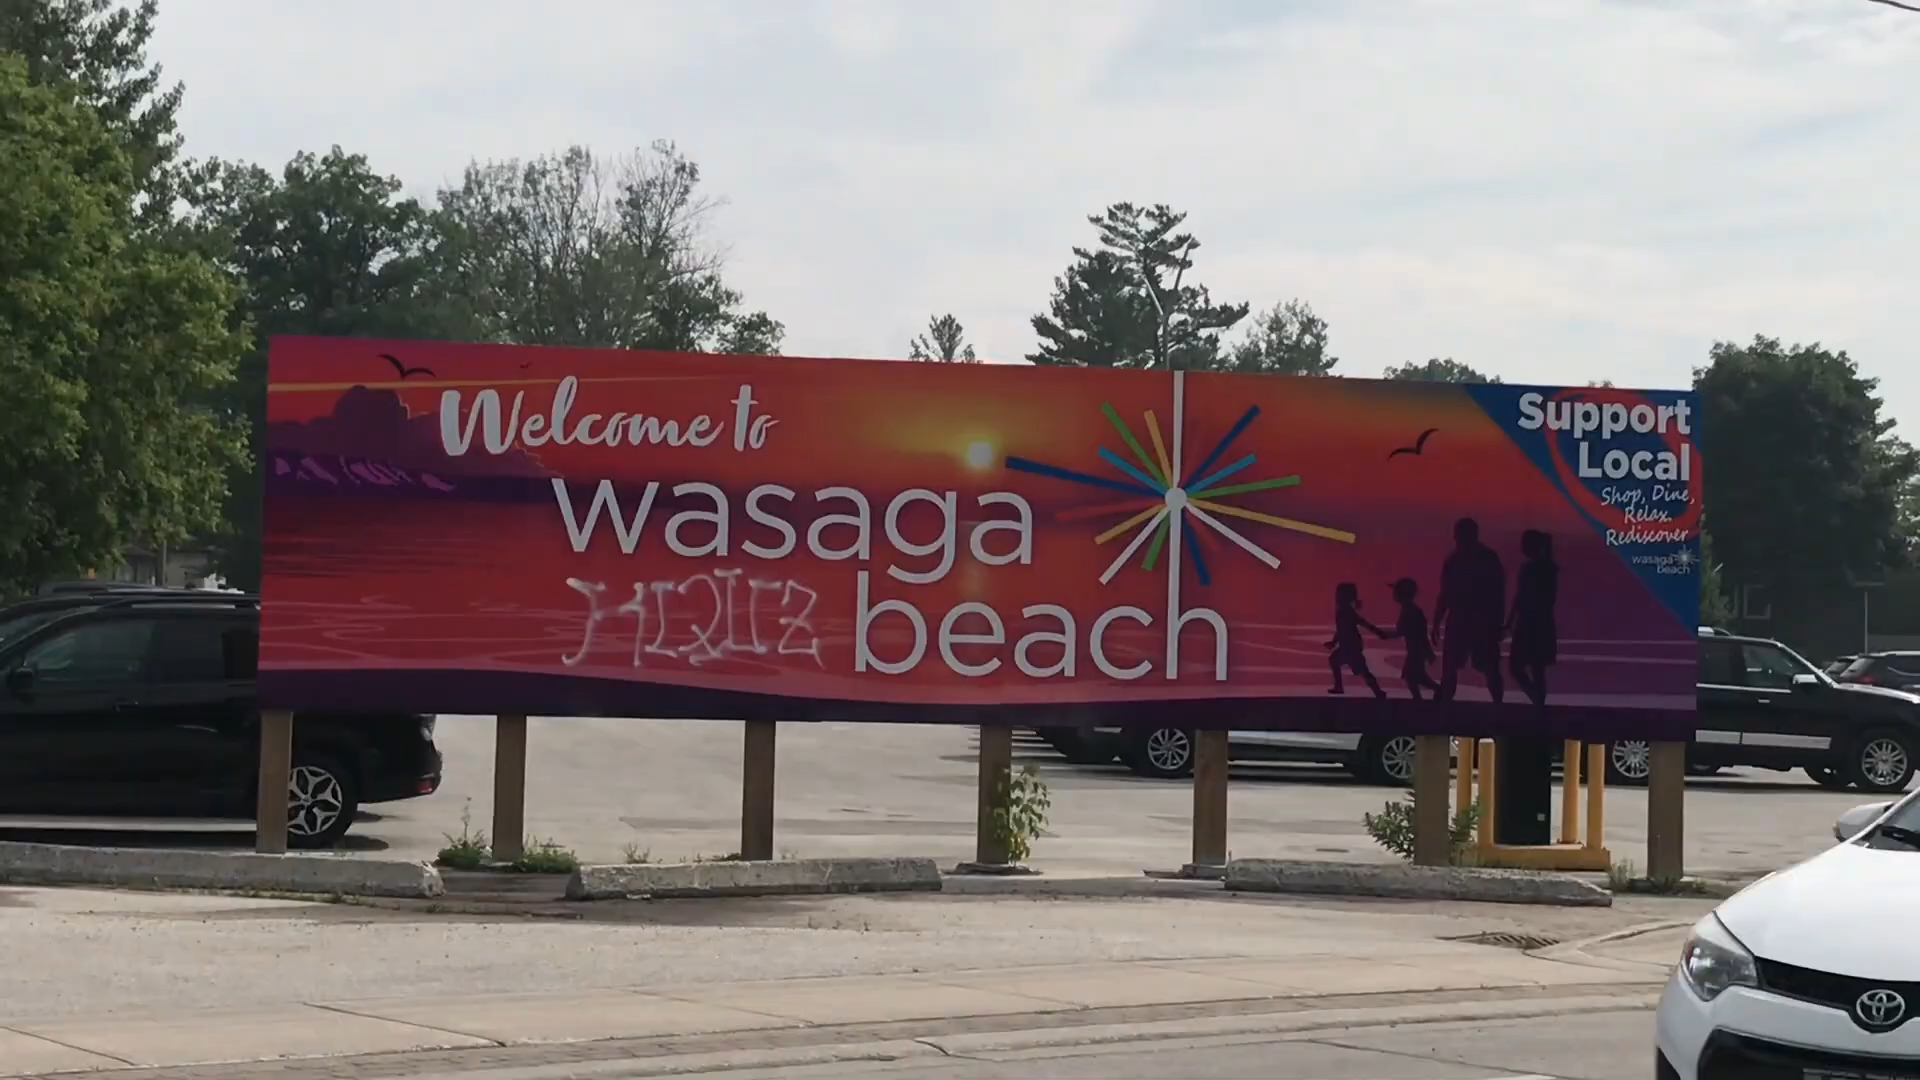 Welcome to
wasaga
beach
Support
Local
Shop, Dine,
Relax.
Rediscover
wasaga
beach